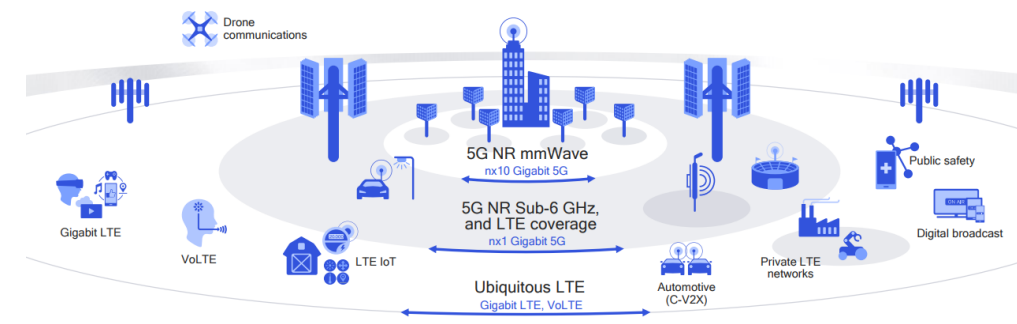 Drone
communications
5G NR mmWave
nx10 Gigabit 5G
5G NR Sub-6 GHz,
and LTE coverage
nx1 Gigabit 5G
Ubiquitous LTE
Gigabit LTE, VoLTE
Gigabit LTE
VoLTE
LTE IoT
Automotive
(C-V2X)
Private LTE
networks
Public safety
ON AIR
Digital broadcast